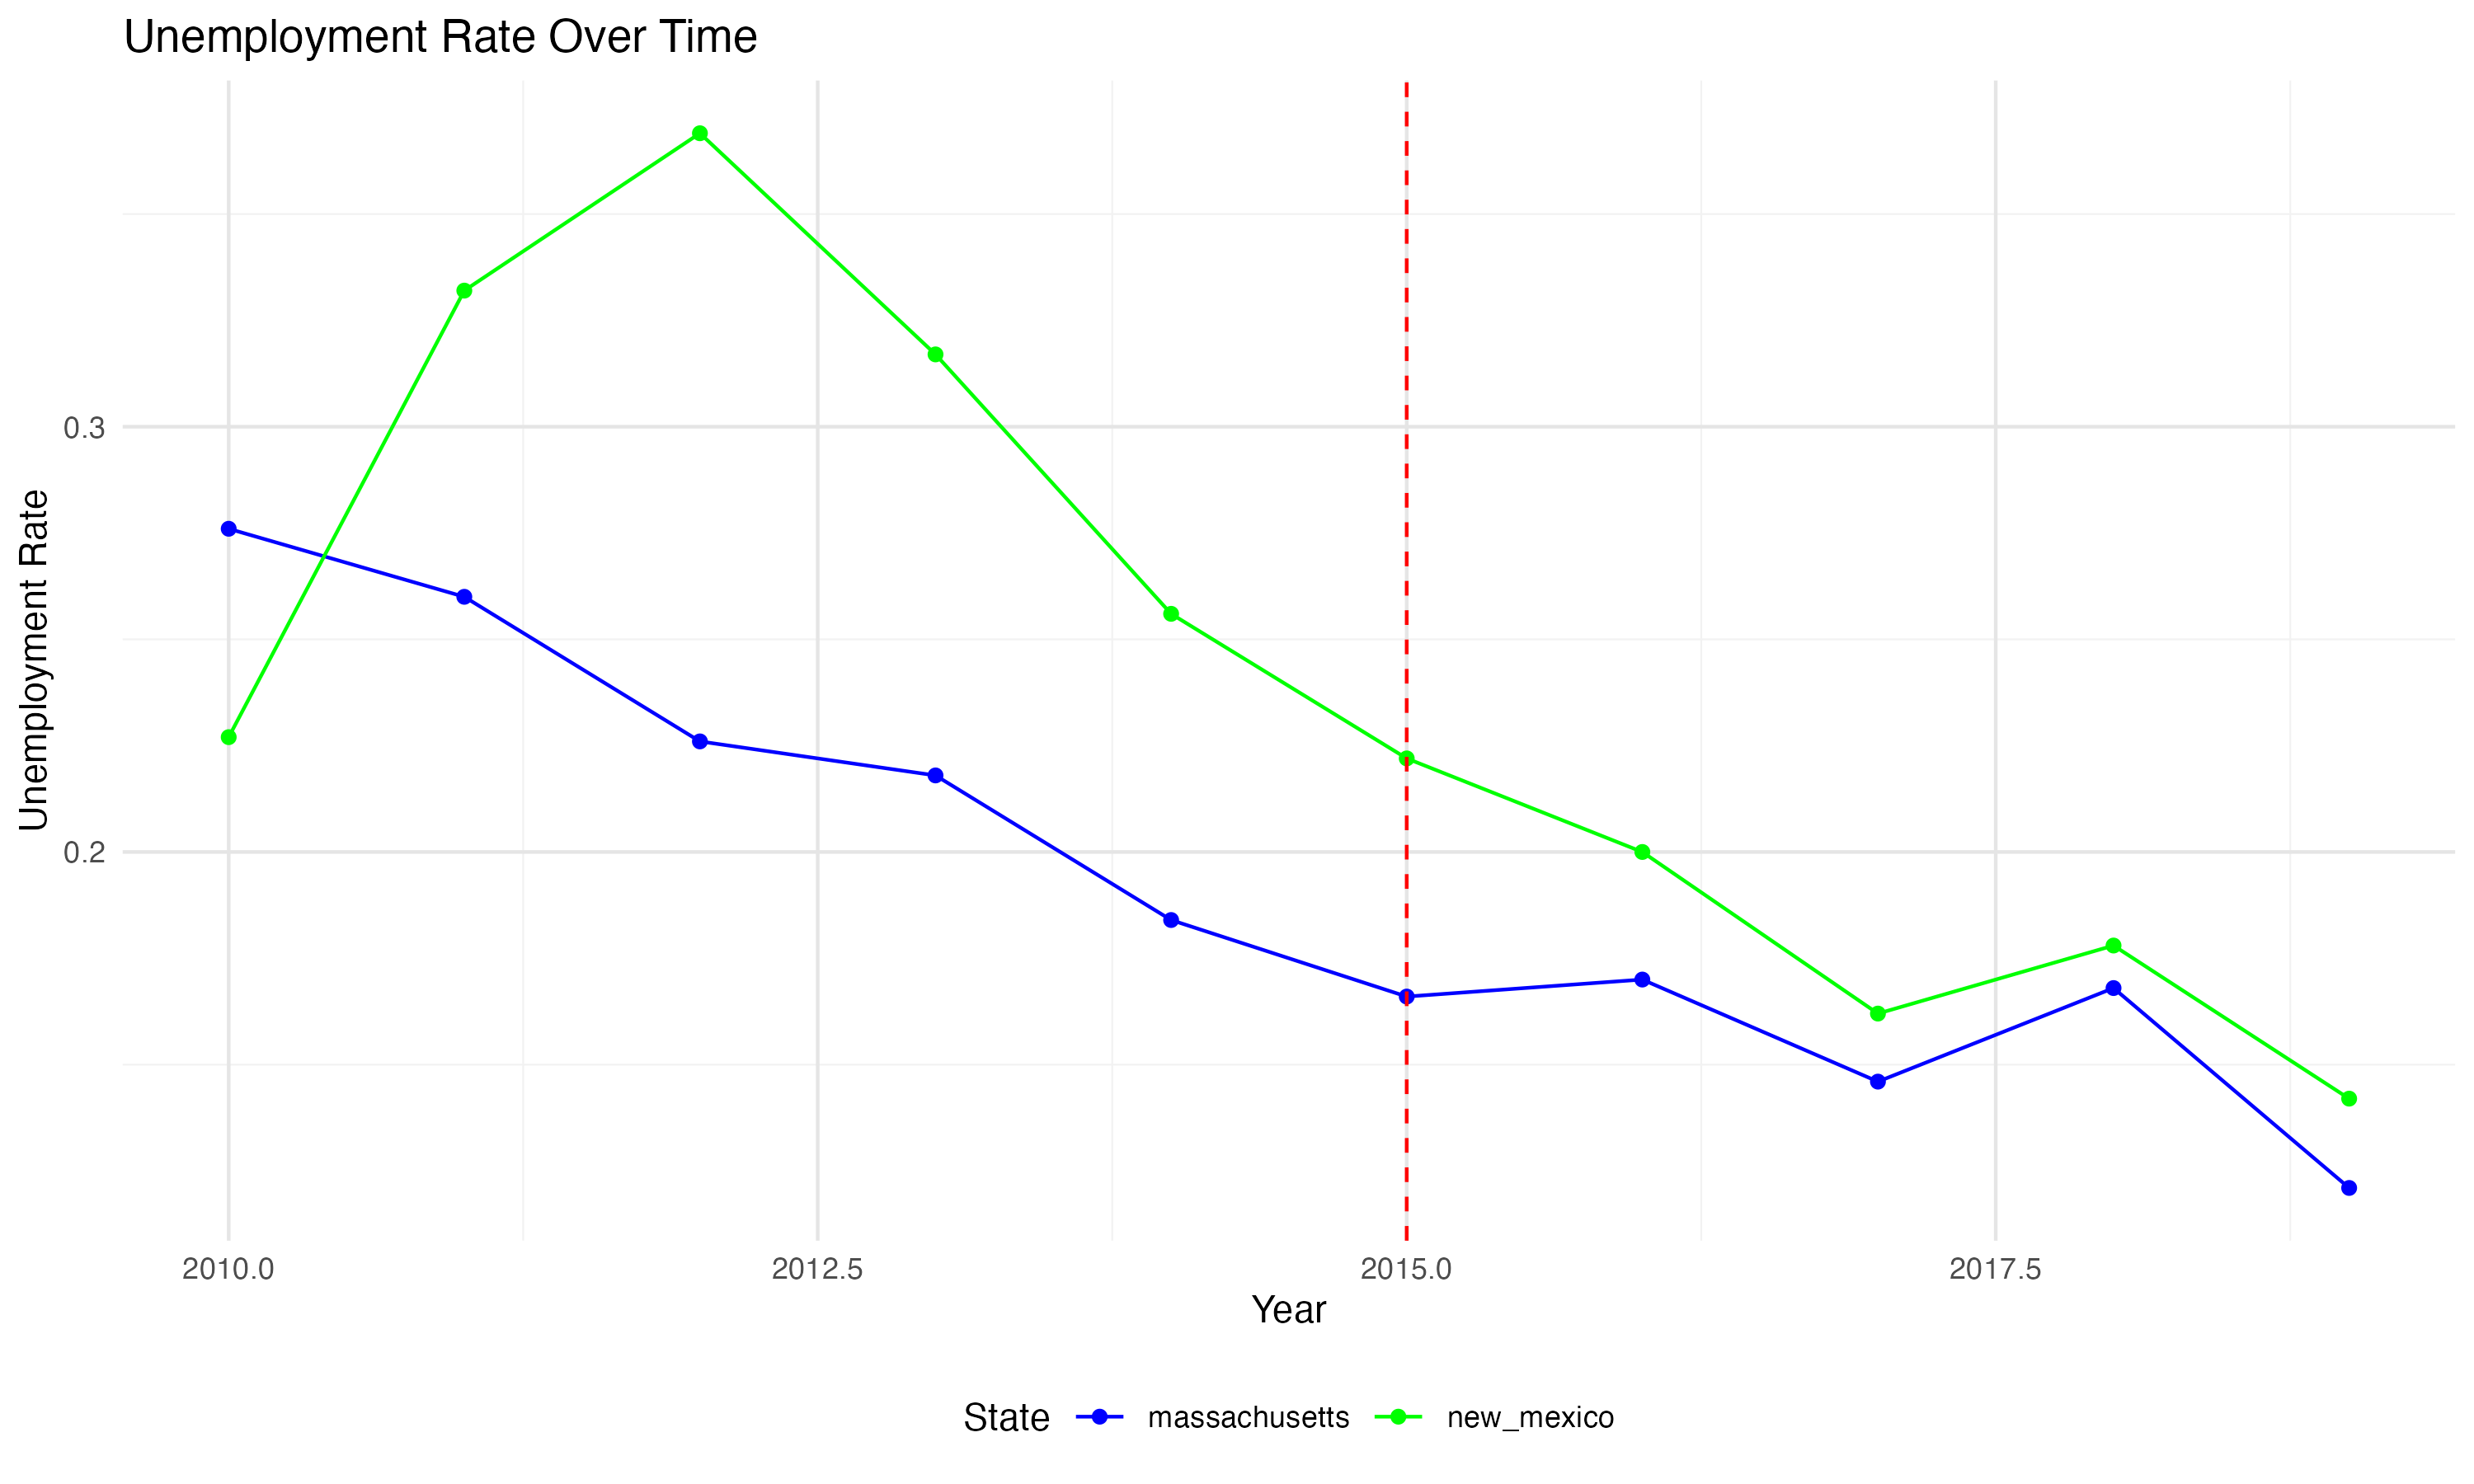 Unemployment Rate Over Time
Unemployment Rate
0.3
0.2
2010.0 2012.5 2015.0 2017.5
Year
State massachusetts new_mexico